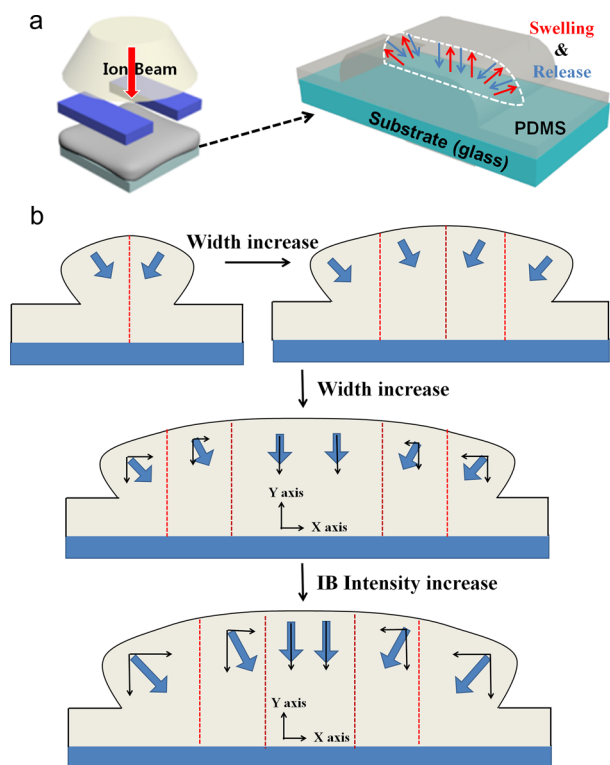 a
Ion Beam
Swelling
&
Release
PDMS
Substrate (glass)
b
Width increase
Width increase
Y axis
X axis
IB Intensity increase
Y axis
X axis